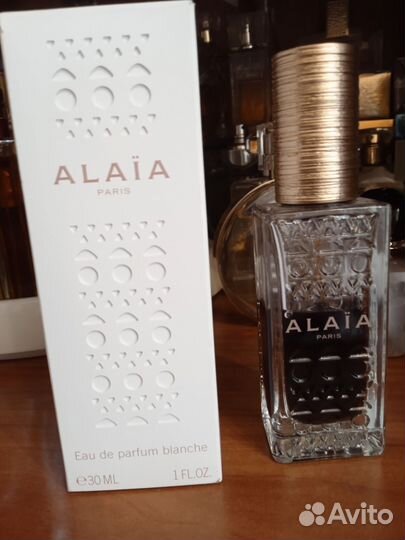 ALAÏA
PARIS
Eau de parfum blanche
℮30 ML 1 FL.OZ.
ALAÏA
PARIS
Avito